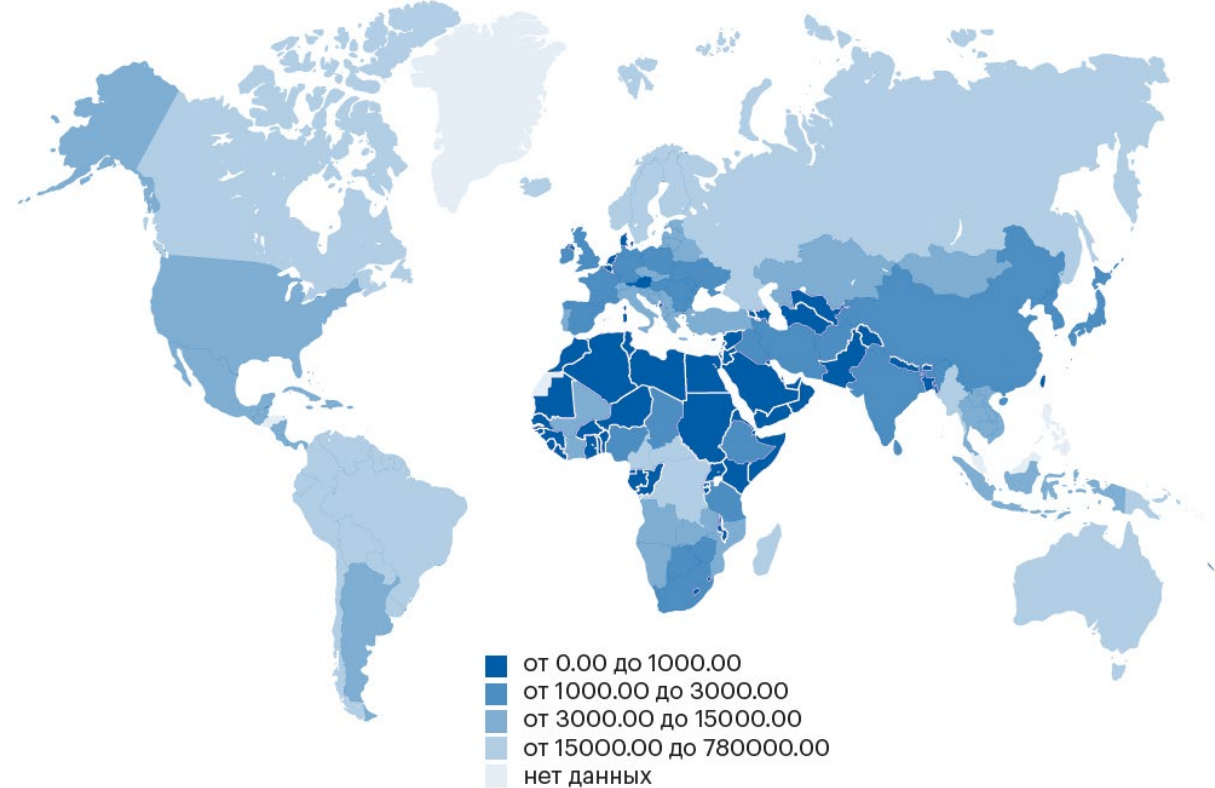 от 0.00 до 1000.00
от 1000.00 до 3000.00
от 3000.00 до 15000.00
от 15000.00 до 780000.00
нет данных